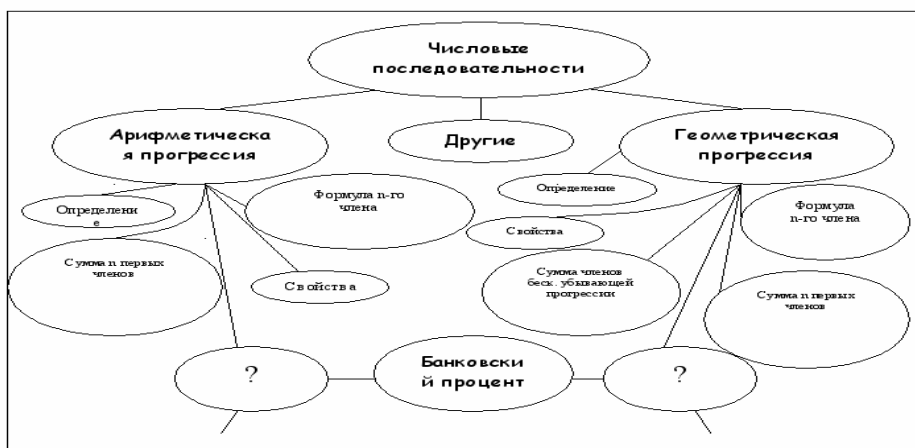 Числовые
последовательности
Арифметическа
я прогрессия
Другие
Геометрическая
прогрессия
Определени
е
Формула n-го
члена
Определение
Формула
n-го члена
Свойства
Сумма n первых
членов
Свойства
Сумма членов
беск. убывающей
прогрессии
Сумма n первых
членов
?
Банковски
й процент
?